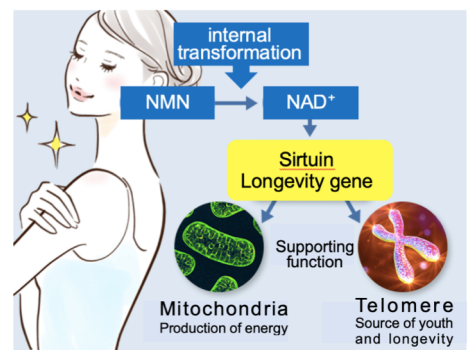 internal
transformation
NMN
NAD⁺
Sirtuin
Longevity gene
Supporting
function
Mitochondria
Production of energy
Telomere
Source of youth
and longevity